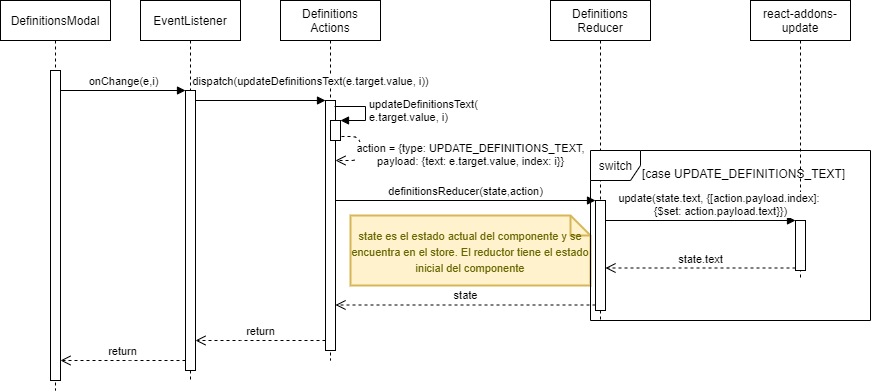 DefinitionsModal
EventListener
Definitions
Actions
Definitions
Reducer
react-addons-
update
onChange(e,i)
dispatch(updateDefinitionsText(e.target.value, i))
updateDefinitionsText(
e.target.value, i)
action = {type: UPDATE_DEFINITIONS_TEXT,
payload: {text: e.target.value, index: i}}
switch
[case UPDATE_DEFINITIONS_TEXT]
definitionsReducer(state,action)
update(state.text, {[action.payload.index]:
{$set: action.payload.text}})
state es el estado actual del componente y se
encuentra en el store. El reductor tiene el estado
inicial del componente
state.text
state
return
return